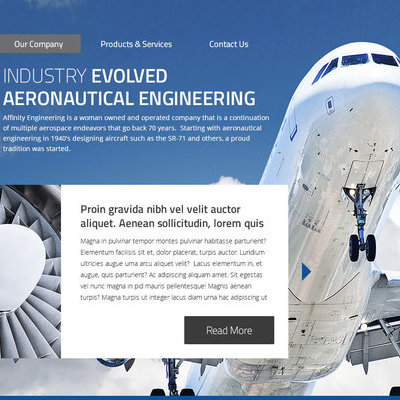 Our Company
Products & Services
Contact Us
INDUSTRY EVOLVED
AERONAUTICAL ENGINEERING
Affinity Engineering is a woman owned and operated company that is a continuation
of multiple aerospace endeavors that go back 70 years.  Starting with aeronautical
engineering in 1940's designing aircraft such as the SR-71 and others, a proud
tradition was started.
Proin gravida nibh vel velit auctor
aliquet. Aenean sollicitudin, lorem quis
Magna in pulvinar tempor montes pulvinar habitasse parturient?
Elementum facilisis sit et, dolor placerat, turpis auctor. Lundium
ultricies augue urna arcu aliquet velit?  Lacus elementum in, et
augue, quis parturient? Ac adipiscing aliquam amet. Sit egestas
vel nunc magna in pid mauris pellentesque! Magnis aenean
turpis? Magna turpis ut integer lacus diam urna hac adipiscing ut
Read More